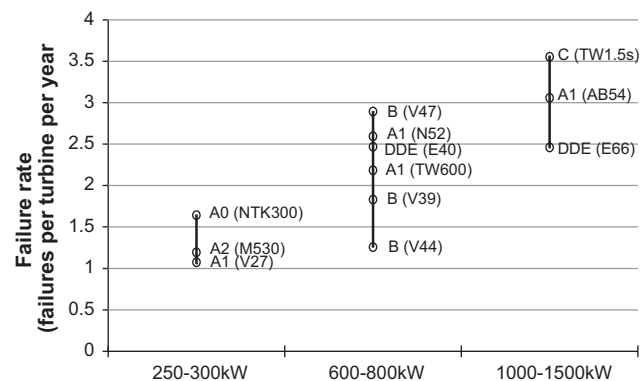 Failure rate
(failures per turbine per year
4
3.5
3
2.5
2
1.5
1
0.5
0
C (TW1.5s)
A1 (AB54)
DDE (E66)
B (V47)
A1 (N52)
DDE (E40)
A1 (TW600)
B (V39)
B (V44)
A0 (NTK300)
A2 (M530)
A1 (V27)
250-300kW
600-800kW
1000-1500kW